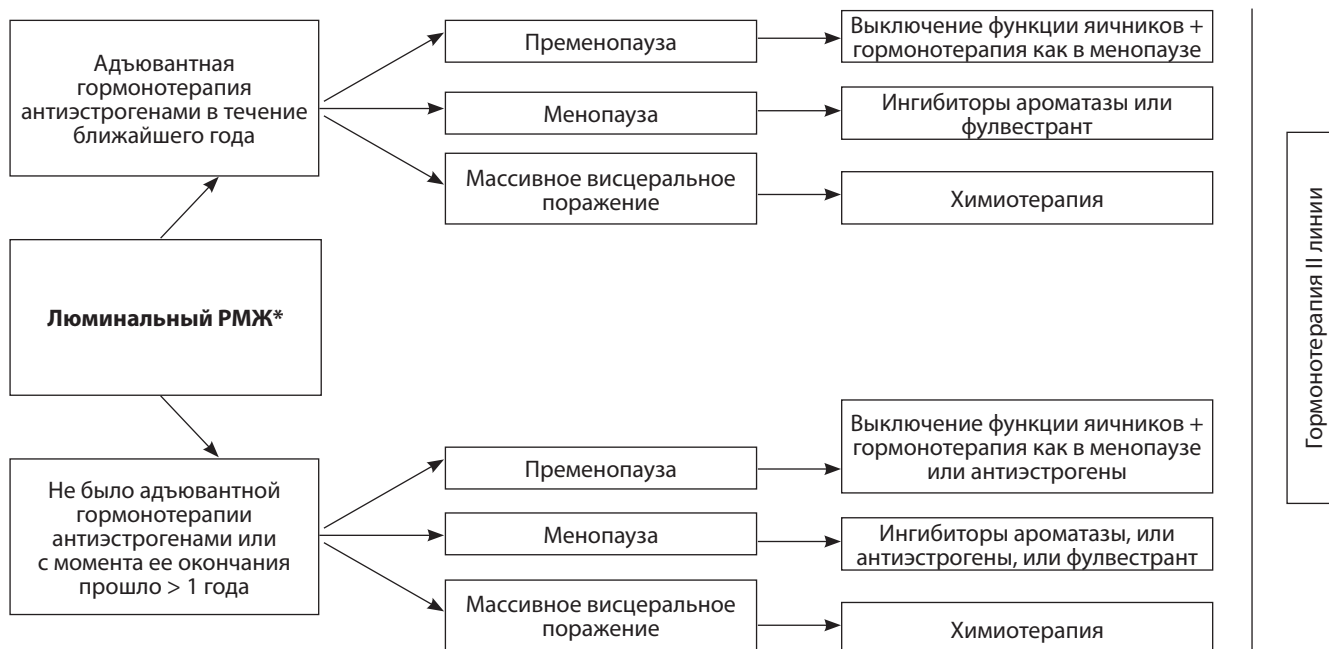 Адъювантная
гормонотерапия
антиэстрогенами в течение
ближайшего года
Пременопауза
Выключение функции яичников +
гормонотерапия как в менопаузе
Менопауза
Ингибиторы ароматазы или
фулвестрант
Массивное висцеральное
поражение
Химиотерапия
Люминальный РМЖ*
Не было адъювантной
гормонотерапии
антиэстрогенами или
с момента ее окончания
прошло > 1 года
Пременопауза
Выключение функции яичников +
гормонотерапия как в менопаузе
или антиэстрогены
Менопауза
Ингибиторы ароматазы, или
антиэстрогены, или фулвестрант
Массивное висцеральное
поражение
Химиотерапия
Гормонотерапия II линии